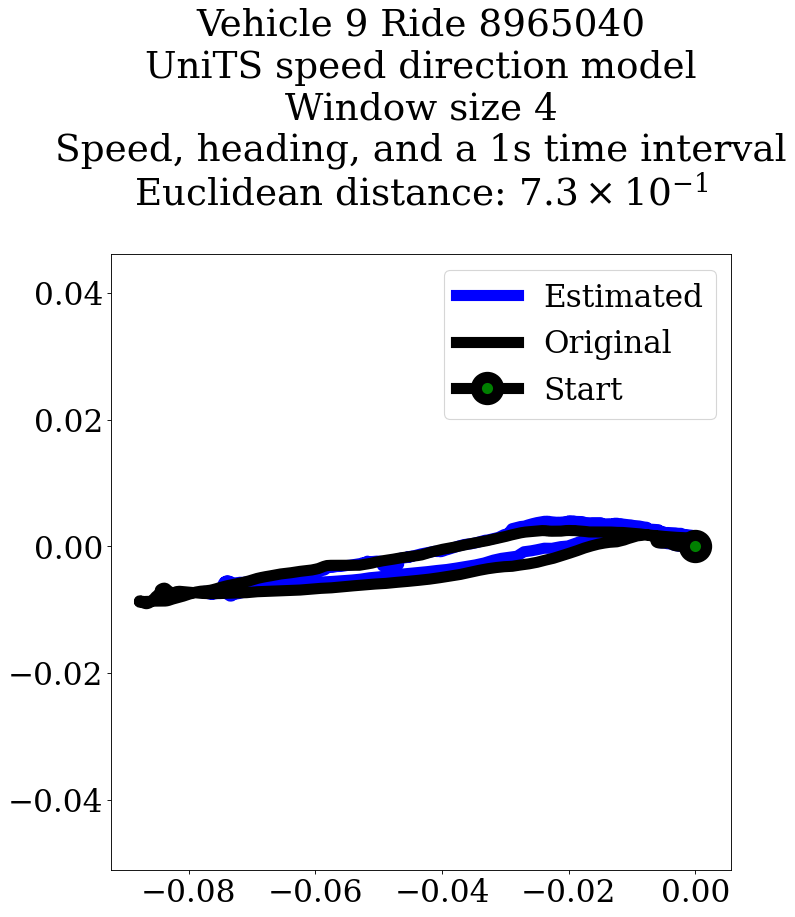 Vehicle 9 Ride 8965040
UniTS speed direction model
Window size 4
Speed, heading, and a 1s time interval
Euclidean distance: 7.3 × 10⁻¹
Estimated
Original
Start
0.04
0.02
0.00
−0.02
−0.04
−0.08
−0.06
−0.04
−0.02
0.00